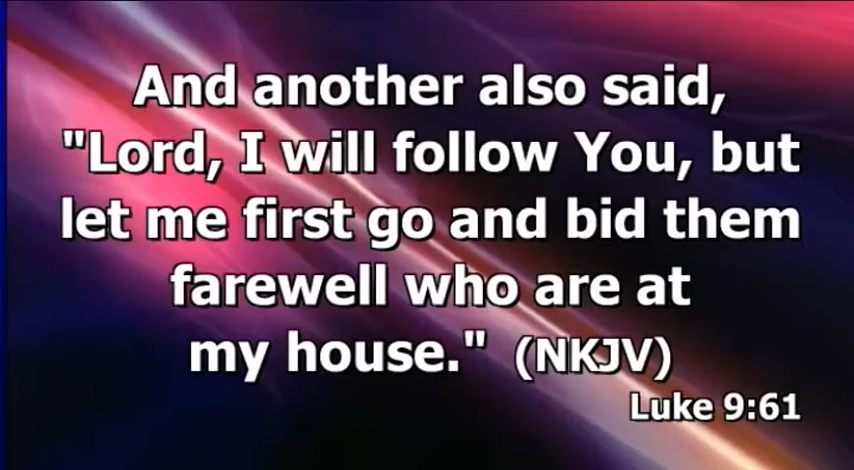 And another also said,
"Lord, I will follow You, but
let me first go and bid them
farewell who are at
my house." (NKJV)
Luke 9:61